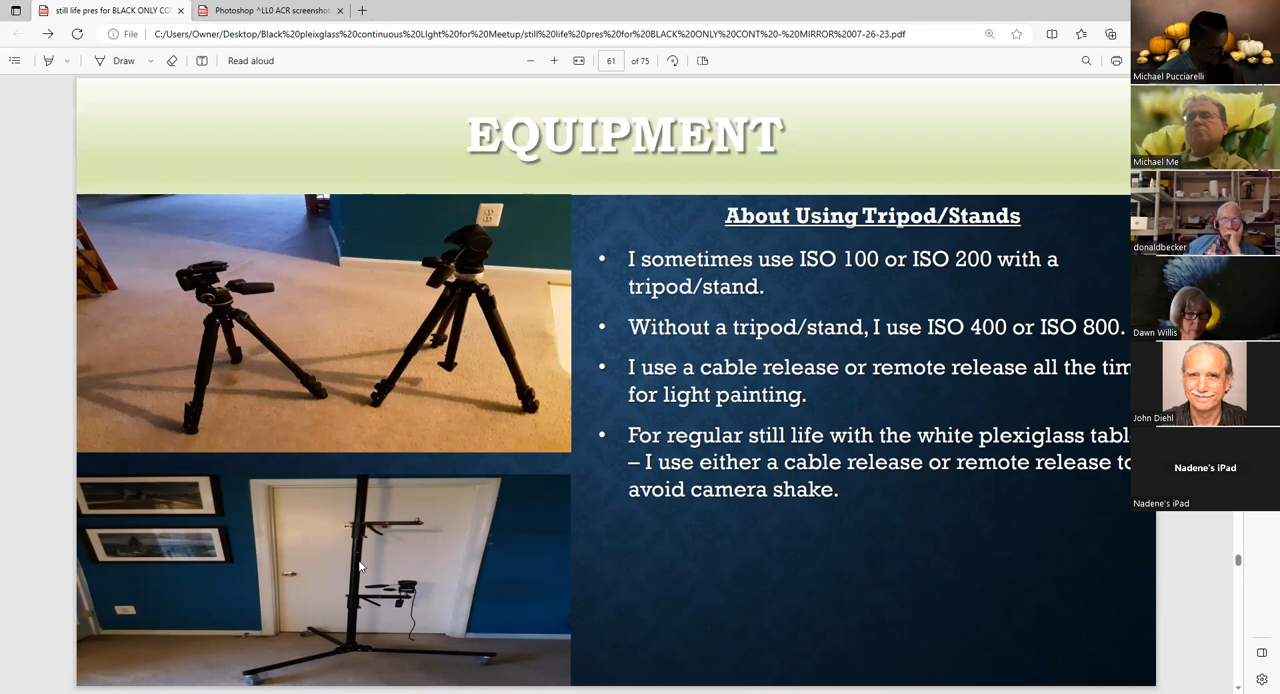 still life pres for BLACK ONLY CO
Photoshop ^LL0 ACR screenshot
File
C:/Users/Owner/Desktop/Black%20pleixglass%20continuous%20LIght%20for%20Meetup/still%20life%20pres%20for%20BLACK%20ONLY%20CONT%20-%20MIRROR%2007-26-23.pdf
Draw
Read aloud
61
of 75
EQUIPMENT
About Using Tripod/Stands
• I sometimes use ISO 100 or ISO 200 with a
tripod/stand.
• Without a tripod/stand, I use ISO 400 or ISO 800.
• I use a cable release or remote release all the tim
for light painting.
• For regular still life with the white plexiglass tabl
– I use either a cable release or remote release to
avoid camera shake.
Michael Pucciarelli
Michael Me
donaldbecker
Dawn Willis
John Diehl
Nadene's iPad
Nadene's iPad